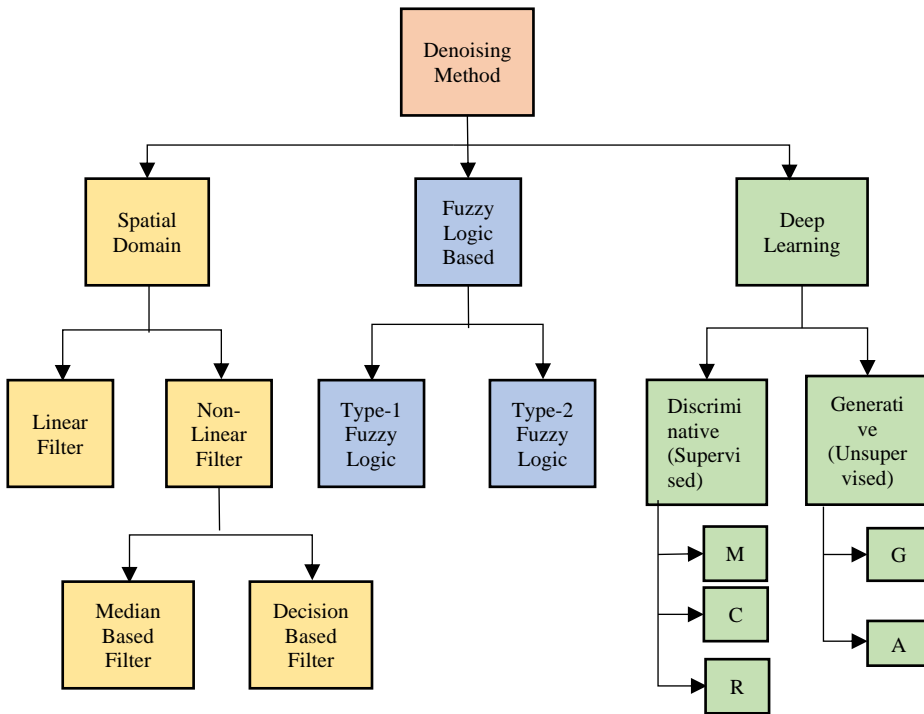 Denoising
Method
Spatial
Domain
Fuzzy
Logic
Based
Deep
Learning
Linear
Filter
Non-
Linear
Filter
Type-1
Fuzzy
Logic
Type-2
Fuzzy
Logic
Discrimi
native
(Supervi
sed)
Generati
ve
(Unsuper
vised)
M
G
C
A
R
Median
Based
Filter
Decision
Based
Filter